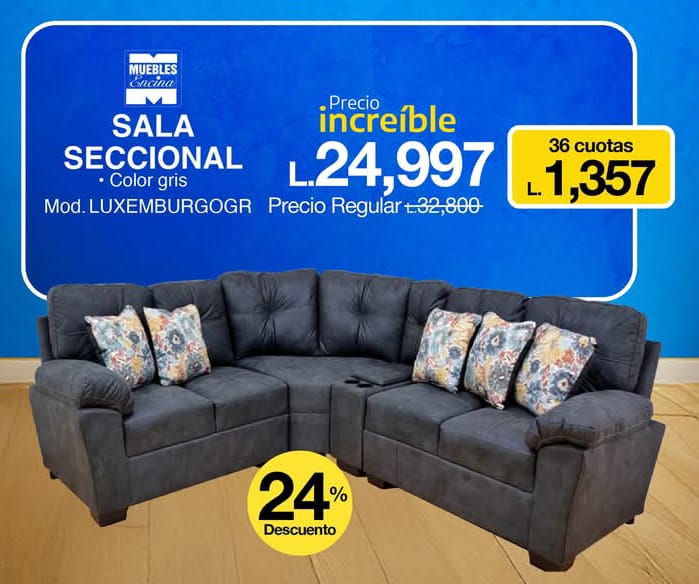 MUEBLES
Encina
M
SALA
SECCIONAL
• Color gris
Mod. LUXEMBURGOGR
Precio
increíble
L.24,997
Precio Regular L.32,800
36 cuotas
L. 1,357
24%
Descuento